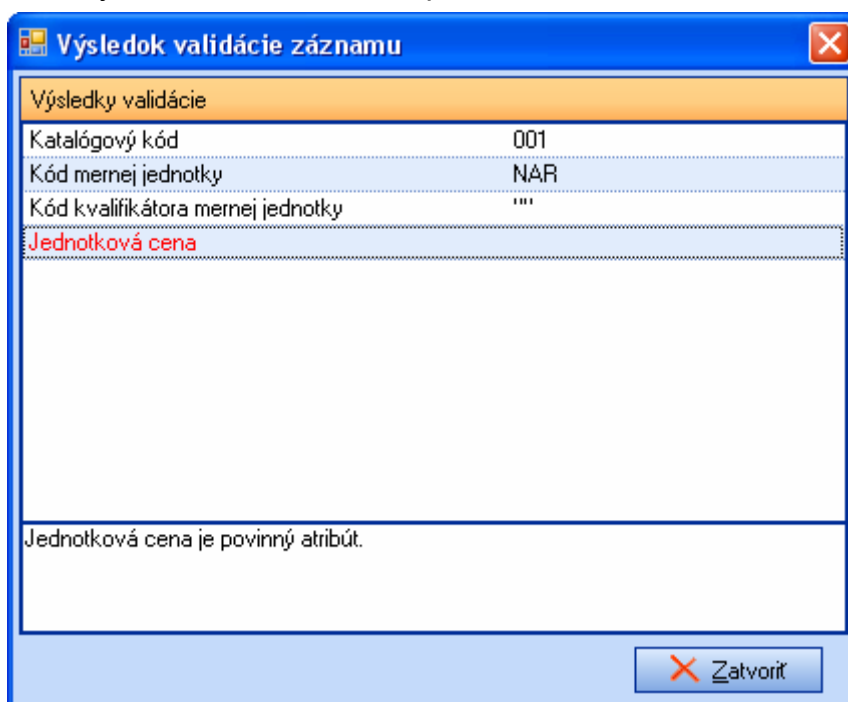 Výsledok validácie záznamu
Výsledky validácie
Katalógový kód 001
Kód mernej jednotky NAR
Kód kvalifikátora mernej jednotky ""
Jednotková cena
Jednotková cena je povinný atribút.
Zatvoriť